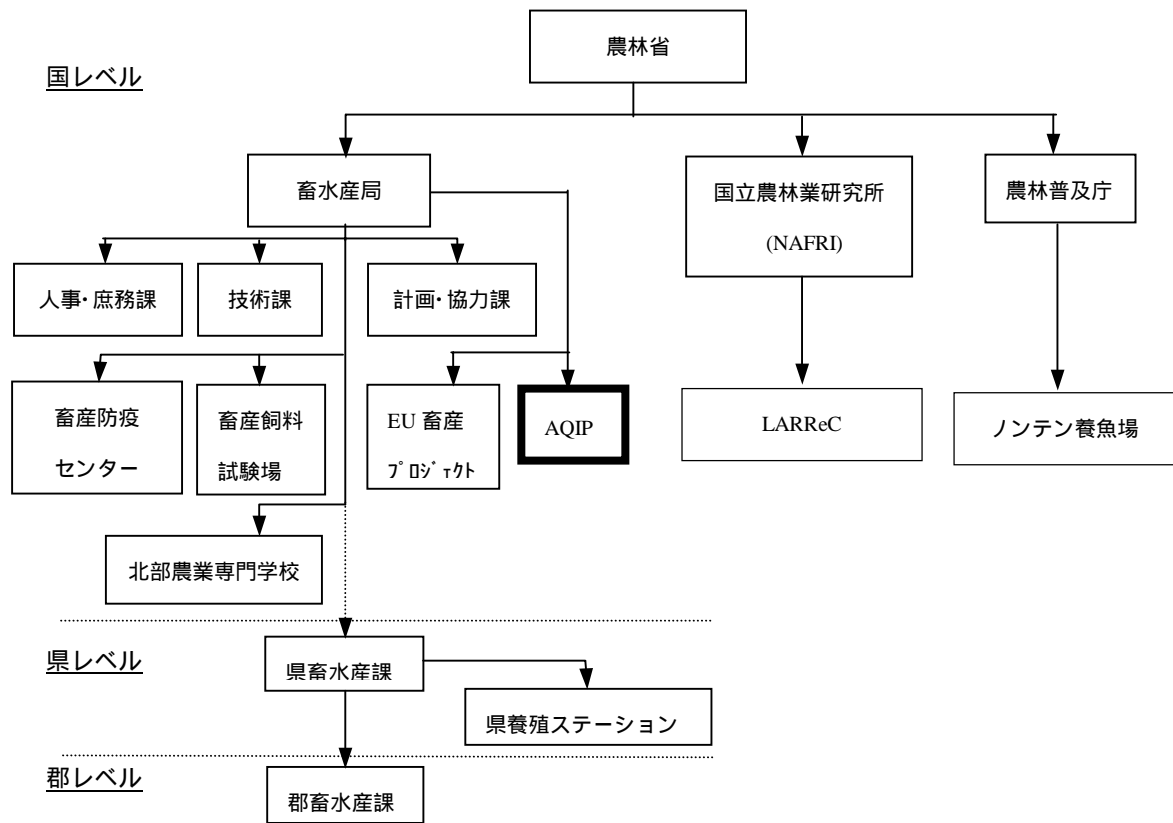 農林省
国レベル
畜水産局
国立農林業研究所
(NAFRI)
農林普及庁
人事・庶務課
技術課
計画・協力課
畜産防疫
センター
畜産飼料
試験場
EU 畜産
ﾌﾟﾛｼﾞｪｸﾄ
AQIP
LARReC
ノンテン養魚場
北部農業専門学校
県レベル
県畜水産課
県養殖ステーション
郡レベル
郡畜水産課